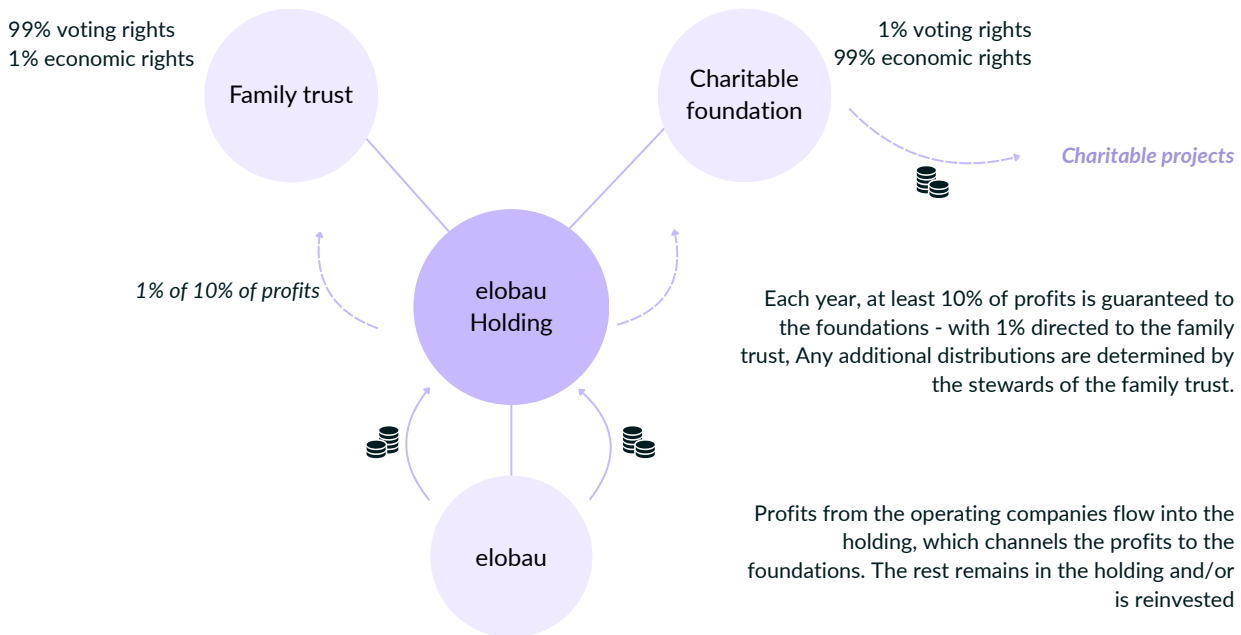 99% voting rights
1% economic rights
Family trust
Charitable
foundation
1% voting rights
99% economic rights
Charitable projects
elobau
Holding
1% of 10% of profits
Each year, at least 10% of profits is guaranteed to
the foundations - with 1% directed to the family
trust, Any additional distributions are determined by
the stewards of the family trust.
elobau
Profits from the operating companies flow into the
holding, which channels the profits to the
foundations. The rest remains in the holding and/or
is reinvested